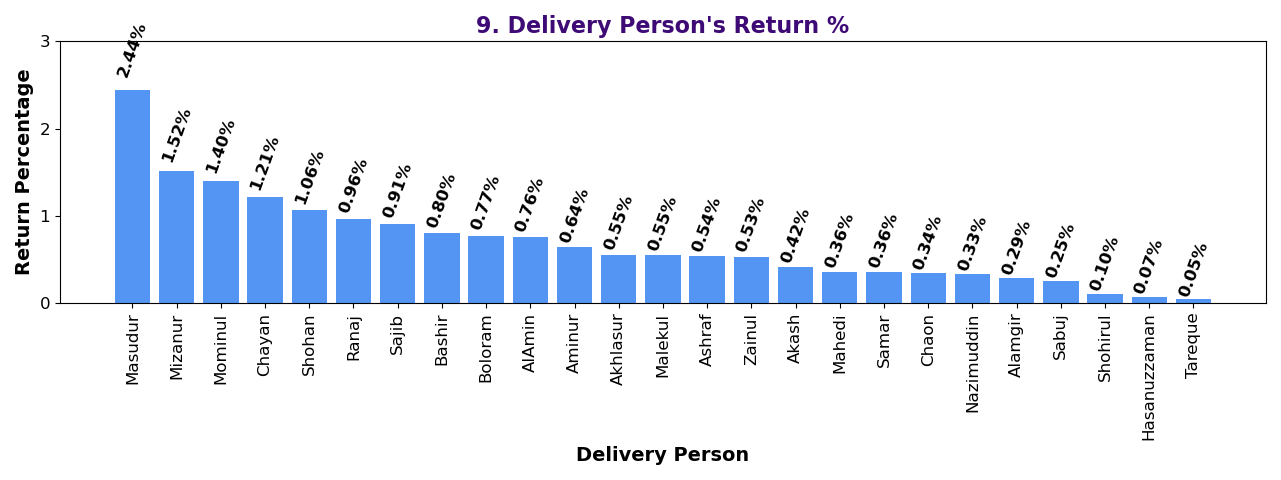 9. Delivery Person's Return %
Return Percentage
3
2
1
0
2.44%
1.52%
1.40%
1.21%
1.06%
0.96%
0.91%
0.80%
0.77%
0.76%
0.64%
0.55%
0.55%
0.54%
0.53%
0.42%
0.36%
0.36%
0.34%
0.33%
0.29%
0.25%
0.10%
0.07%
0.05%
Masudur
Mizanur
Mominul
Chayan
Shohan
Ranaj
Sajib
Bashir
Boloram
AlAmin
Aminur
Akhlasur
Malekul
Ashraf
Zainul
Akash
Mahedi
Samar
Chaon
Nazimuddin
Alamgir
Sabuj
Shohirul
Hasanuzzaman
Tareque
Delivery Person